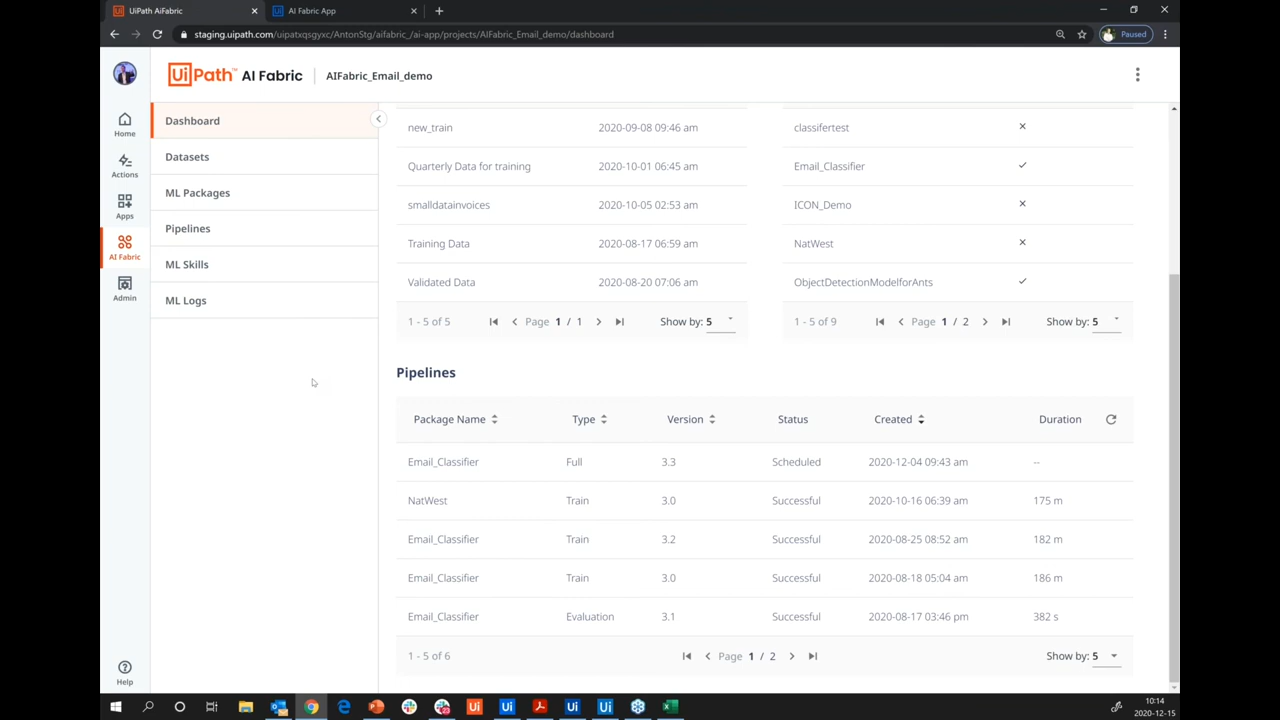 UiPath AiFabric
AI Fabric App
staging.uipath.com/uipatxqsgyxc/AntonStg/aifabric_/ai-app/projects/AIFabric_Email_demo/dashboard
Paused
UiPath™ AI Fabric
AIFabric_Email_demo
Home
Actions
Apps
AI Fabric
Admin
Help
Dashboard
Datasets
ML Packages
Pipelines
ML Skills
ML Logs
new_train 2020-09-08 09:46 am
Quarterly Data for training 2020-10-01 06:45 am
smalldatainvoices 2020-10-05 02:53 am
Training Data 2020-08-17 06:59 am
Validated Data 2020-08-20 07:06 am
1 - 5 of 5 Page 1 / 1 Show by: 5
classifertest
Email_Classifier
ICON_Demo
NatWest
ObjectDetectionModelforAnts
1 - 5 of 9 Page 1 / 2 Show by: 5
Pipelines
Package Name Type Version Status Created Duration
Email_Classifier Full 3.3 Scheduled 2020-12-04 09:43 am --
NatWest Train 3.0 Successful 2020-10-16 06:39 am 175 m
Email_Classifier Train 3.2 Successful 2020-08-25 08:52 am 182 m
Email_Classifier Train 3.0 Successful 2020-08-18 05:04 am 186 m
Email_Classifier Evaluation 3.1 Successful 2020-08-17 03:46 pm 382 s
1 - 5 of 6 Page 1 / 2 Show by: 5
10:14
2020-12-15